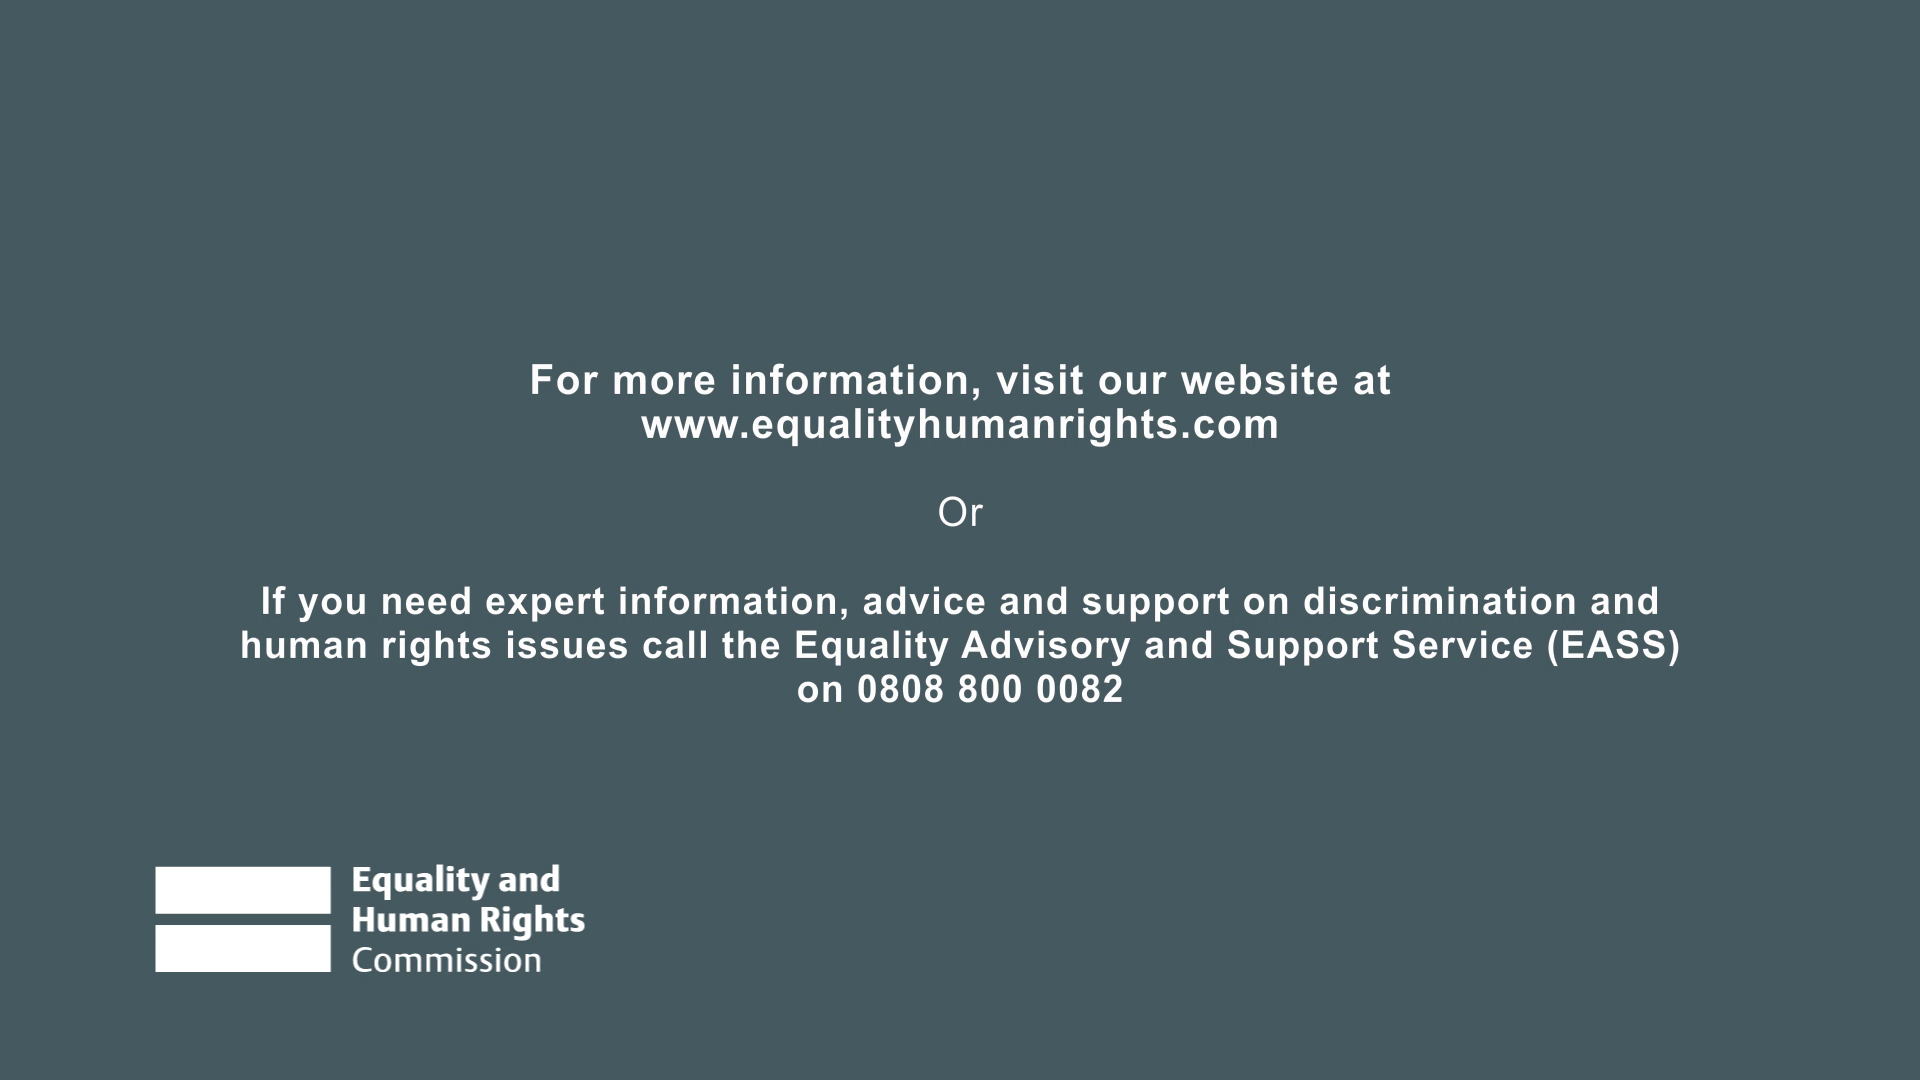 For more information, visit our website at
www.equalityhumanrights.com
Or
If you need expert information, advice and support on discrimination and
human rights issues call the Equality Advisory and Support Service (EASS)
on 0808 800 0082
Equality and
Human Rights
Commission